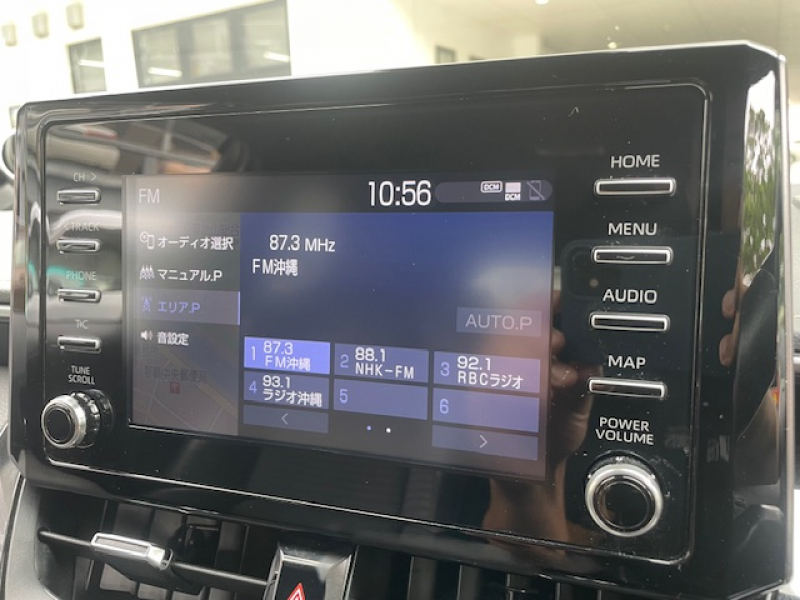 CH >
<TRACK
PHONE
TUNE
SCROLL
FM
10:56
DCM
DCM
オーディオ選択
マニュアル.P
エリア.P
音設定
87.3 MHz
FM沖縄
AUTO.P
1 87.3
FM沖縄
2 88.1
NHK-FM
3 92.1
RBCラジオ
4 93.1
ラジオ沖縄
5
6
<
>
HOME
MENU
AUDIO
MAP
POWER
VOLUME